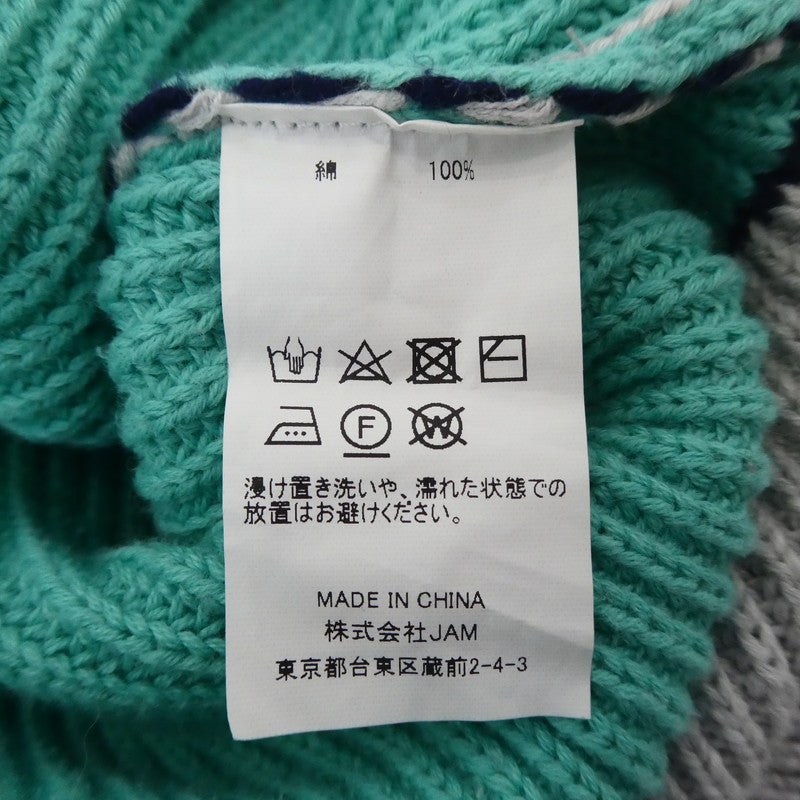 綿 100%
F
W
浸け置き洗いや、濡れた状態での
放置はお避けください。
MADE IN CHINA
株式会社JAM
東京都台東区蔵前2-4-3